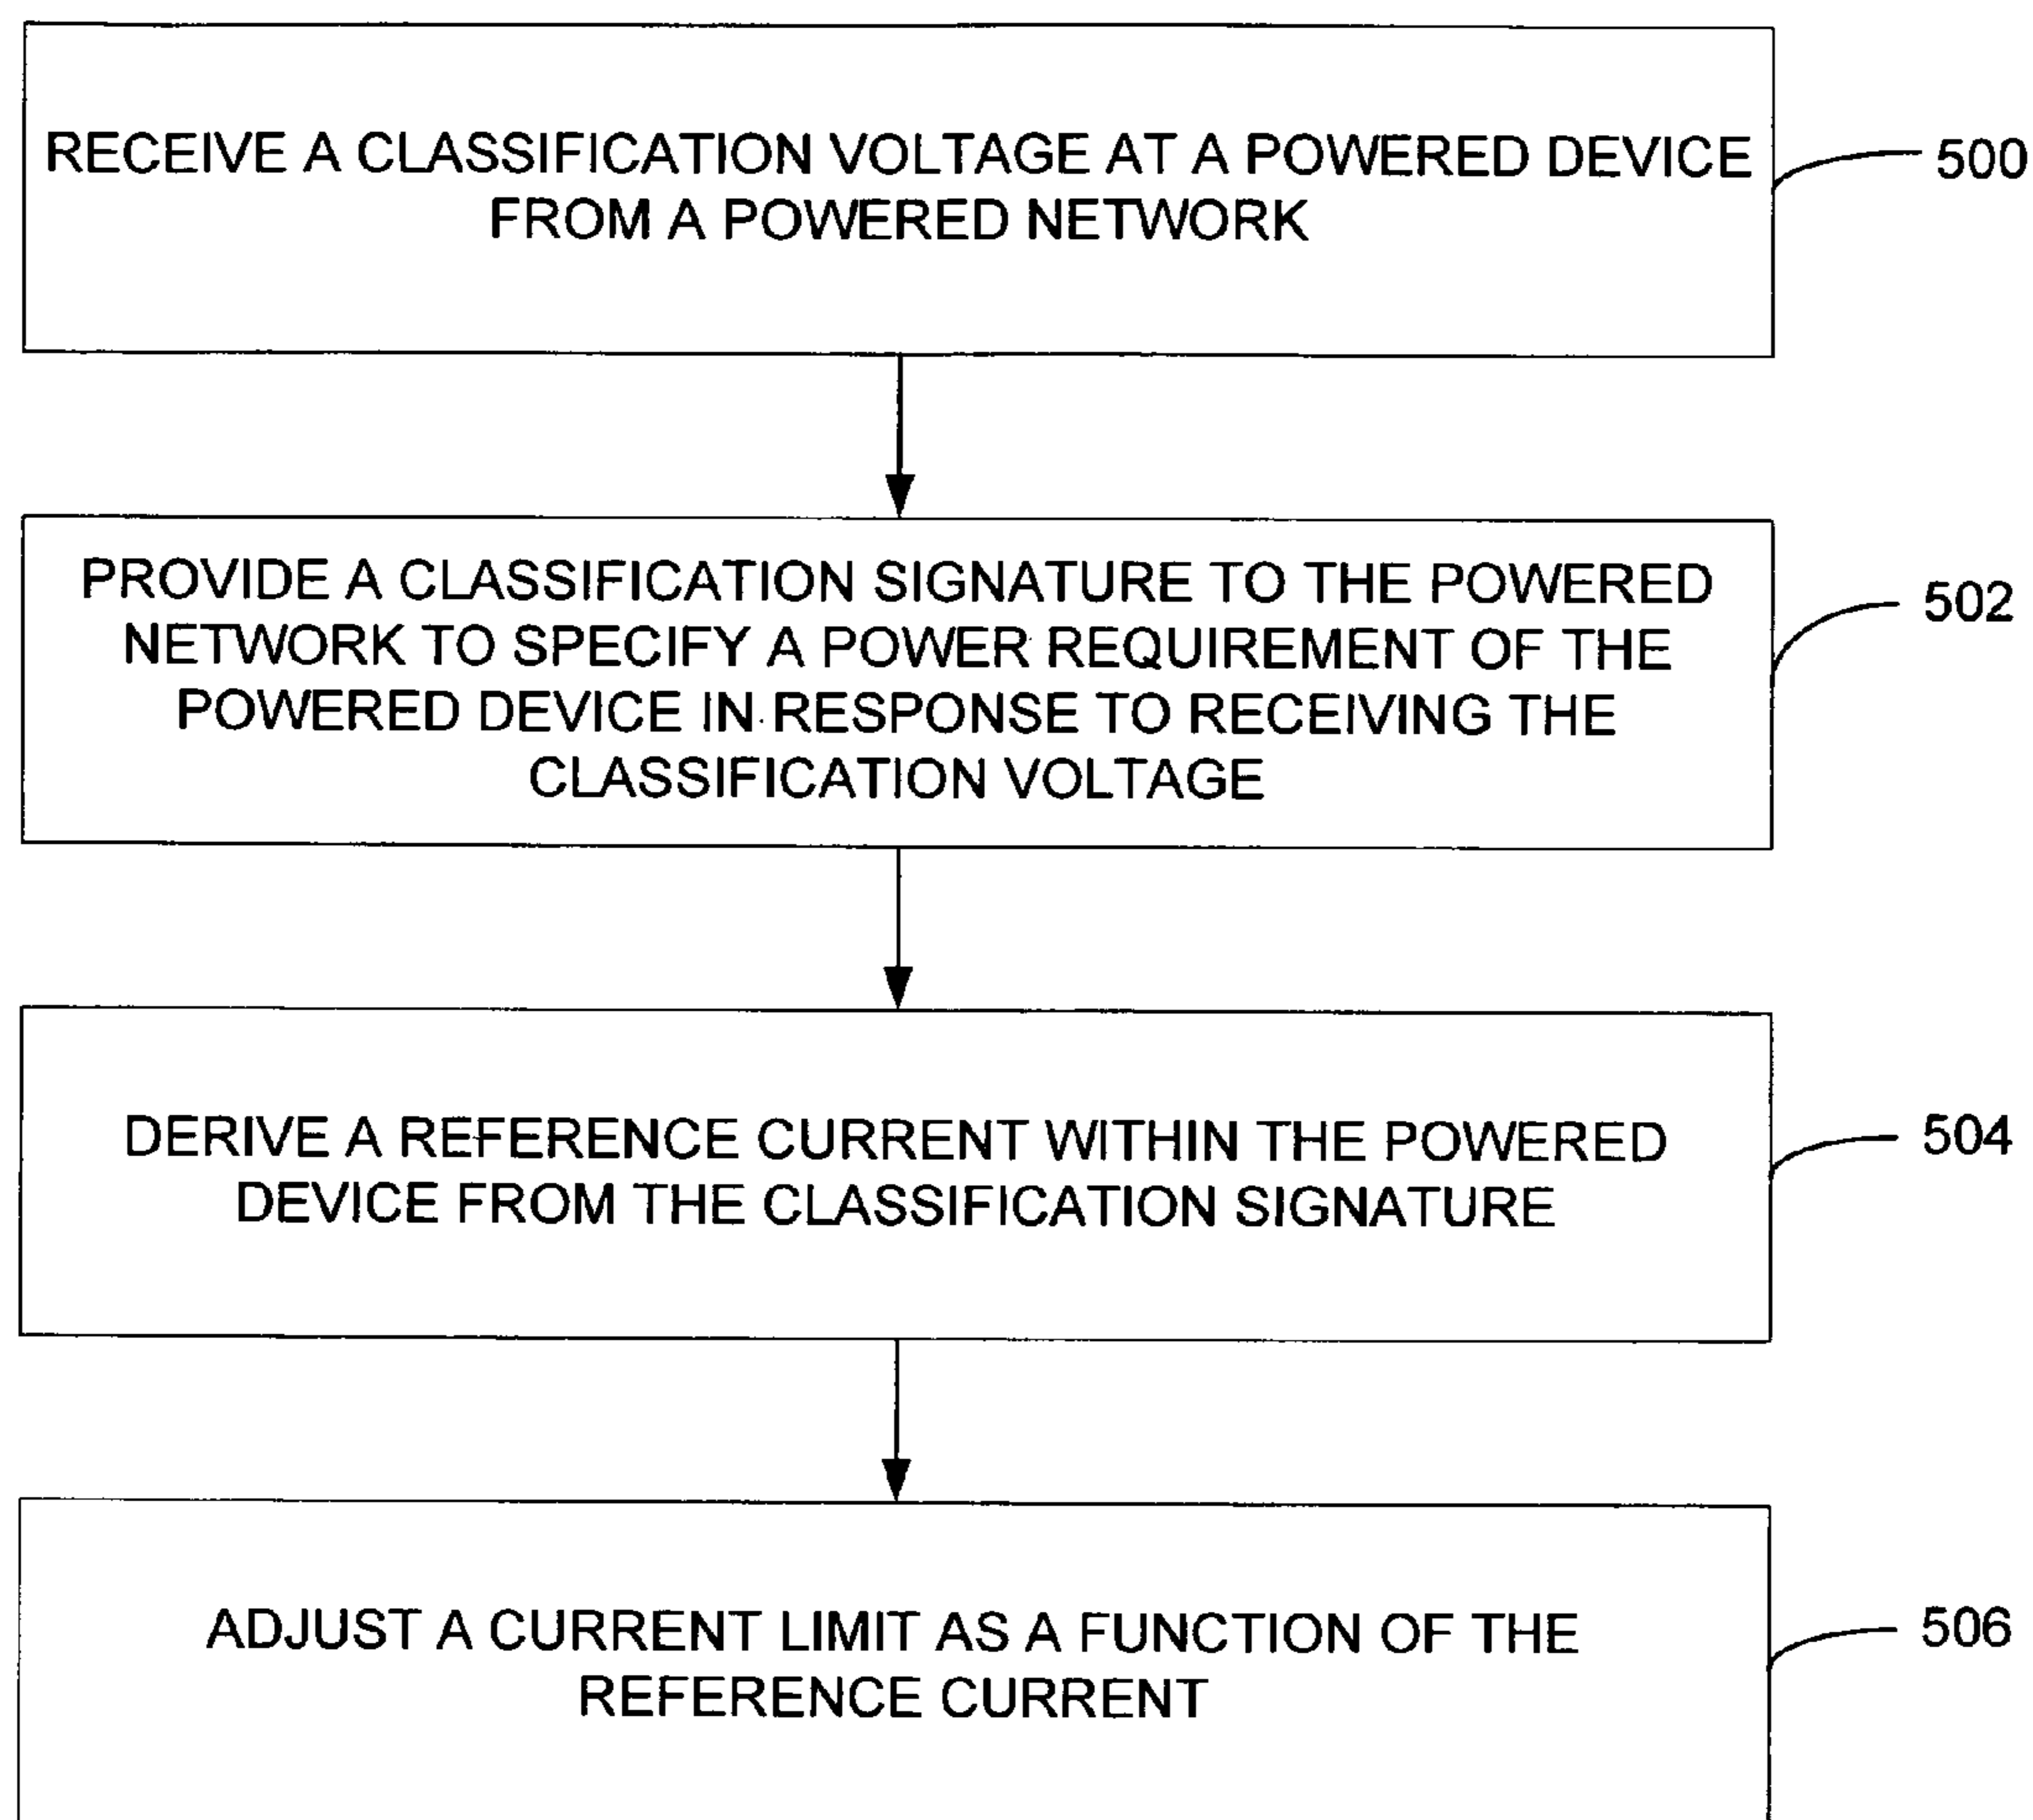 RECEIVE A CLASSIFICATION VOLTAGE AT A POWERED DEVICE
FROM A POWERED NETWORK
500
PROVIDE A CLASSIFICATION SIGNATURE TO THE POWERED
NETWORK TO SPECIFY A POWER REQUIREMENT OF THE
POWERED DEVICE IN RESPONSE TO RECEIVING THE
CLASSIFICATION VOLTAGE
502
DERIVE A REFERENCE CURRENT WITHIN THE POWERED
DEVICE FROM THE CLASSIFICATION SIGNATURE
504
ADJUST A CURRENT LIMIT AS A FUNCTION OF THE
REFERENCE CURRENT
506